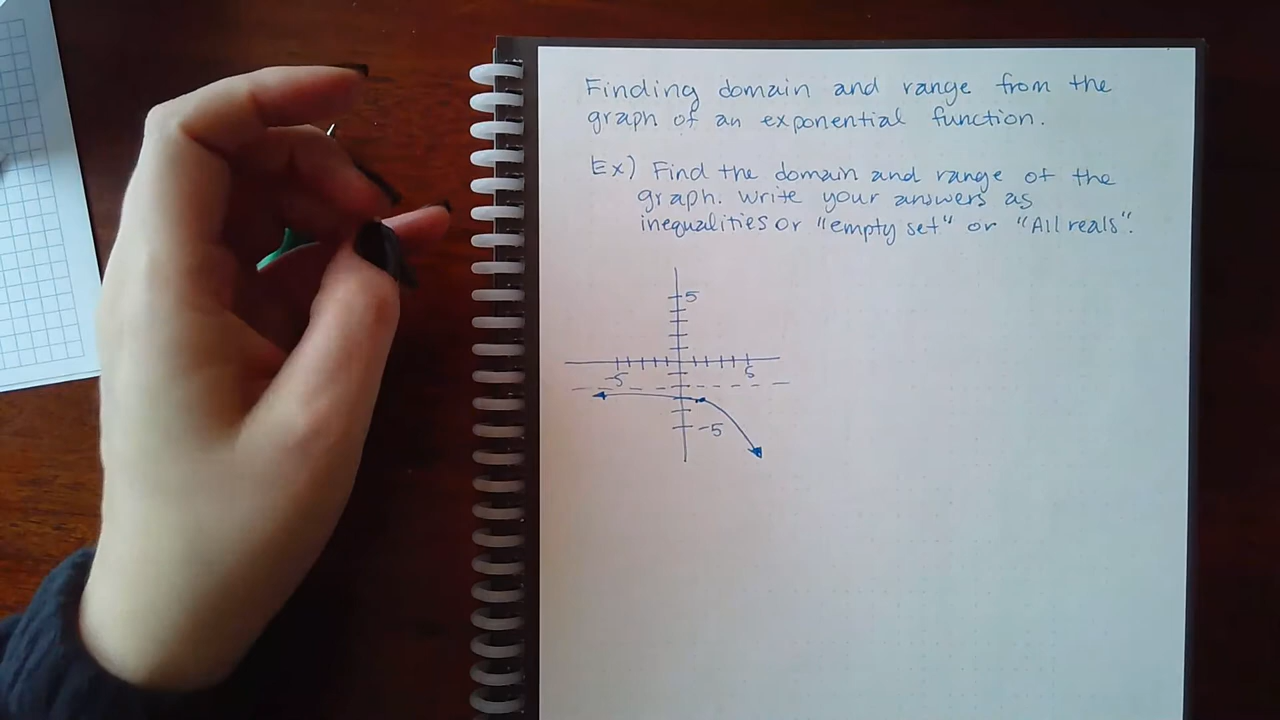 Finding domain and range from the
graph of an exponential function.
Ex) Find the domain and range of the
graph. Write your answers as
inequalities or "empty set" or "All reals".
5
-5
5
-5